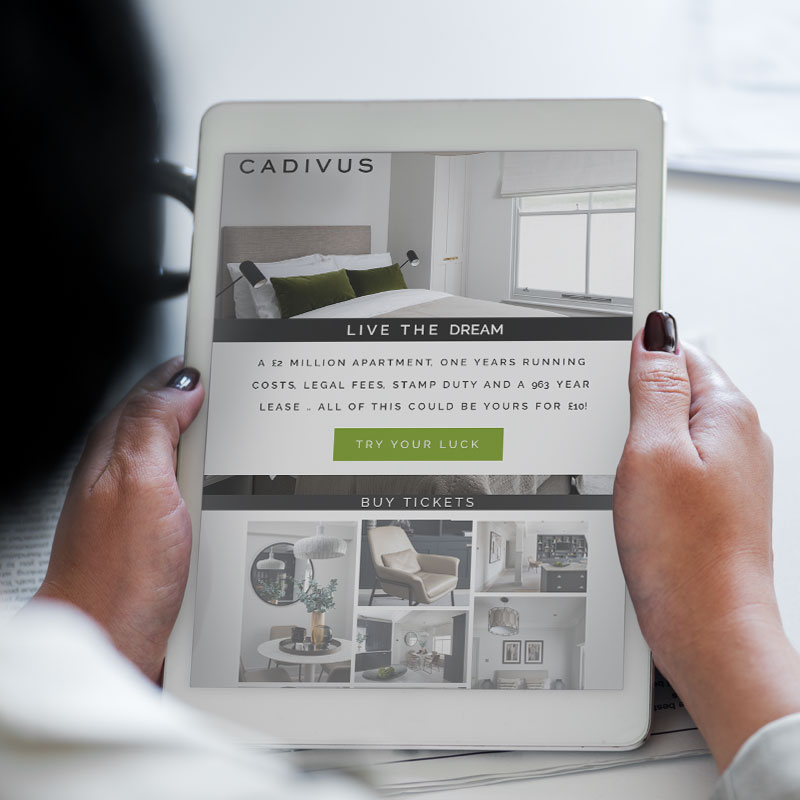 CADIVUS
LIVE THE DREAM
A £2 MILLION APARTMENT, ONE YEARS RUNNING
COSTS, LEGAL FEES, STAMP DUTY AND A 963 YEAR
LEASE .. ALL OF THIS COULD BE YOURS FOR £10!
TRY YOUR LUCK
BUY TICKETS